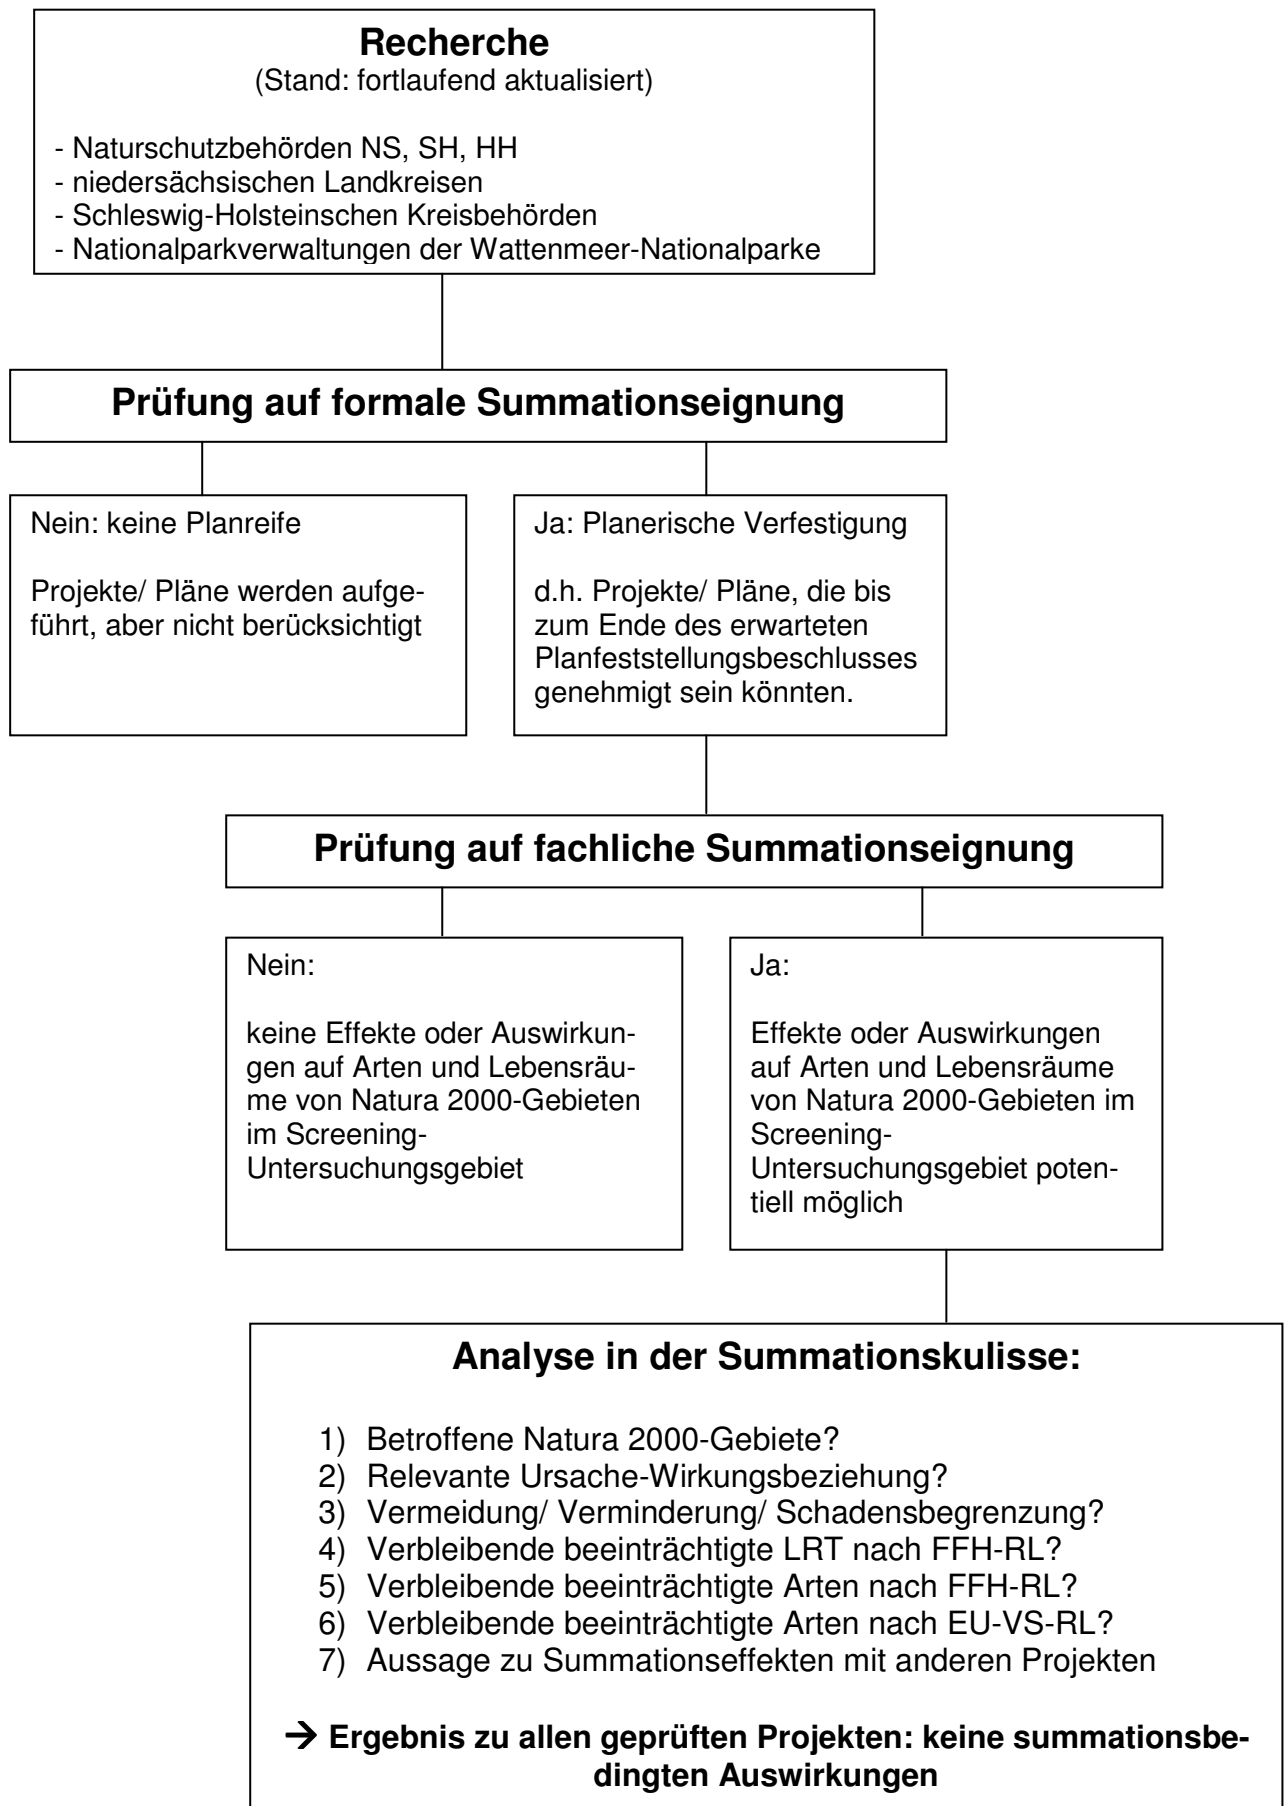 Recherche
(Stand: fortlaufend aktualisiert)
- Naturschutzbehörden NS, SH, HH
- niedersächsischen Landkreisen
- Schleswig-Holsteinschen Kreisbehörden
- Nationalparkverwaltungen der Wattenmeer-Nationalparke
Prüfung auf formale Summationseignung
Nein: keine Planreife
Projekte/ Pläne werden aufge-
führt, aber nicht berücksichtigt
Ja: Planerische Verfestigung
d.h. Projekte/ Pläne, die bis
zum Ende des erwarteten
Planfeststellungsbeschlusses
genehmigt sein könnten.
Prüfung auf fachliche Summationseignung
Nein:
keine Effekte oder Auswirkun-
gen auf Arten und Lebensräu-
me von Natura 2000-Gebieten
im Screening-
Untersuchungsgebiet
Ja:
Effekte oder Auswirkungen
auf Arten und Lebensräume
von Natura 2000-Gebieten im
Screening-
Untersuchungsgebiet poten-
tiell möglich
Analyse in der Summationskulisse:
1) Betroffene Natura 2000-Gebiete?
2) Relevante Ursache-Wirkungsbeziehung?
3) Vermeidung/ Verminderung/ Schadensbegrenzung?
4) Verbleibende beeinträchtigte LRT nach FFH-RL?
5) Verbleibende beeinträchtigte Arten nach FFH-RL?
6) Verbleibende beeinträchtigte Arten nach EU-VS-RL?
7) Aussage zu Summationseffekten mit anderen Projekten
→ Ergebnis zu allen geprüften Projekten: keine summationsbe-
dingten Auswirkungen